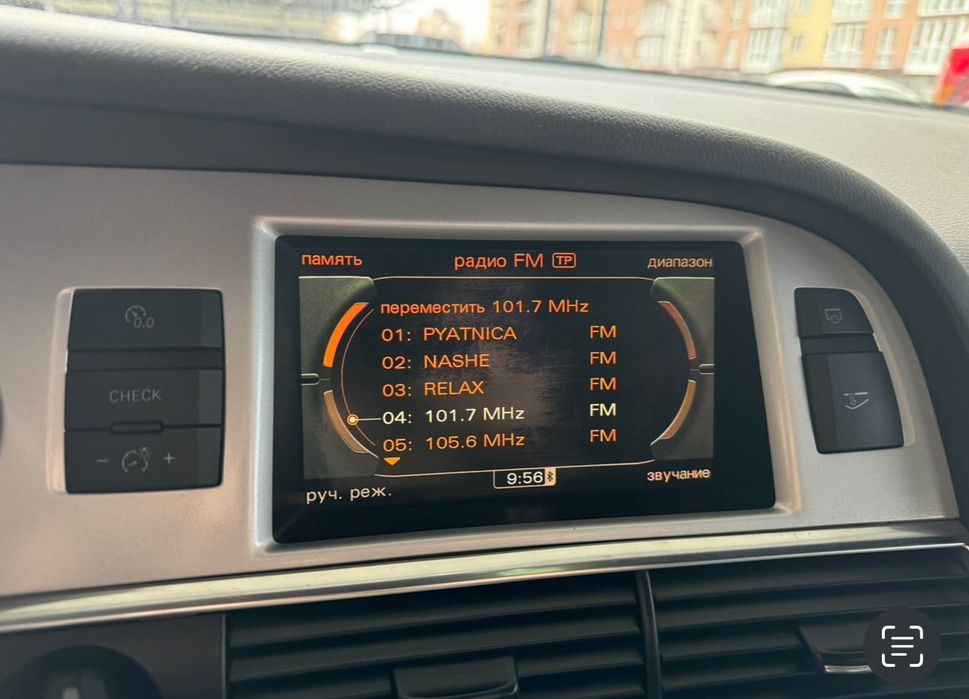 память радио FM TP диапазон
переместить 101.7 MHz
01: PYATNICA FM
02: NASHE FM
03: RELAX FM
04: 101.7 MHz FM
05: 105.6 MHz FM
9:56
руч. реж. звучание
0.0
CHECK
- +